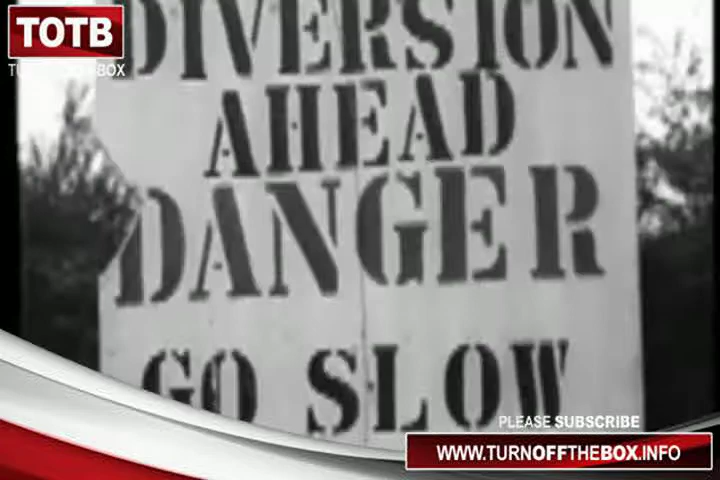 TOTB
DIVERSION
AHEAD
DANGER
GO SLOW
PLEASE SUBSCRIBE
WWW.TURNOFFTHEBOX.INFO